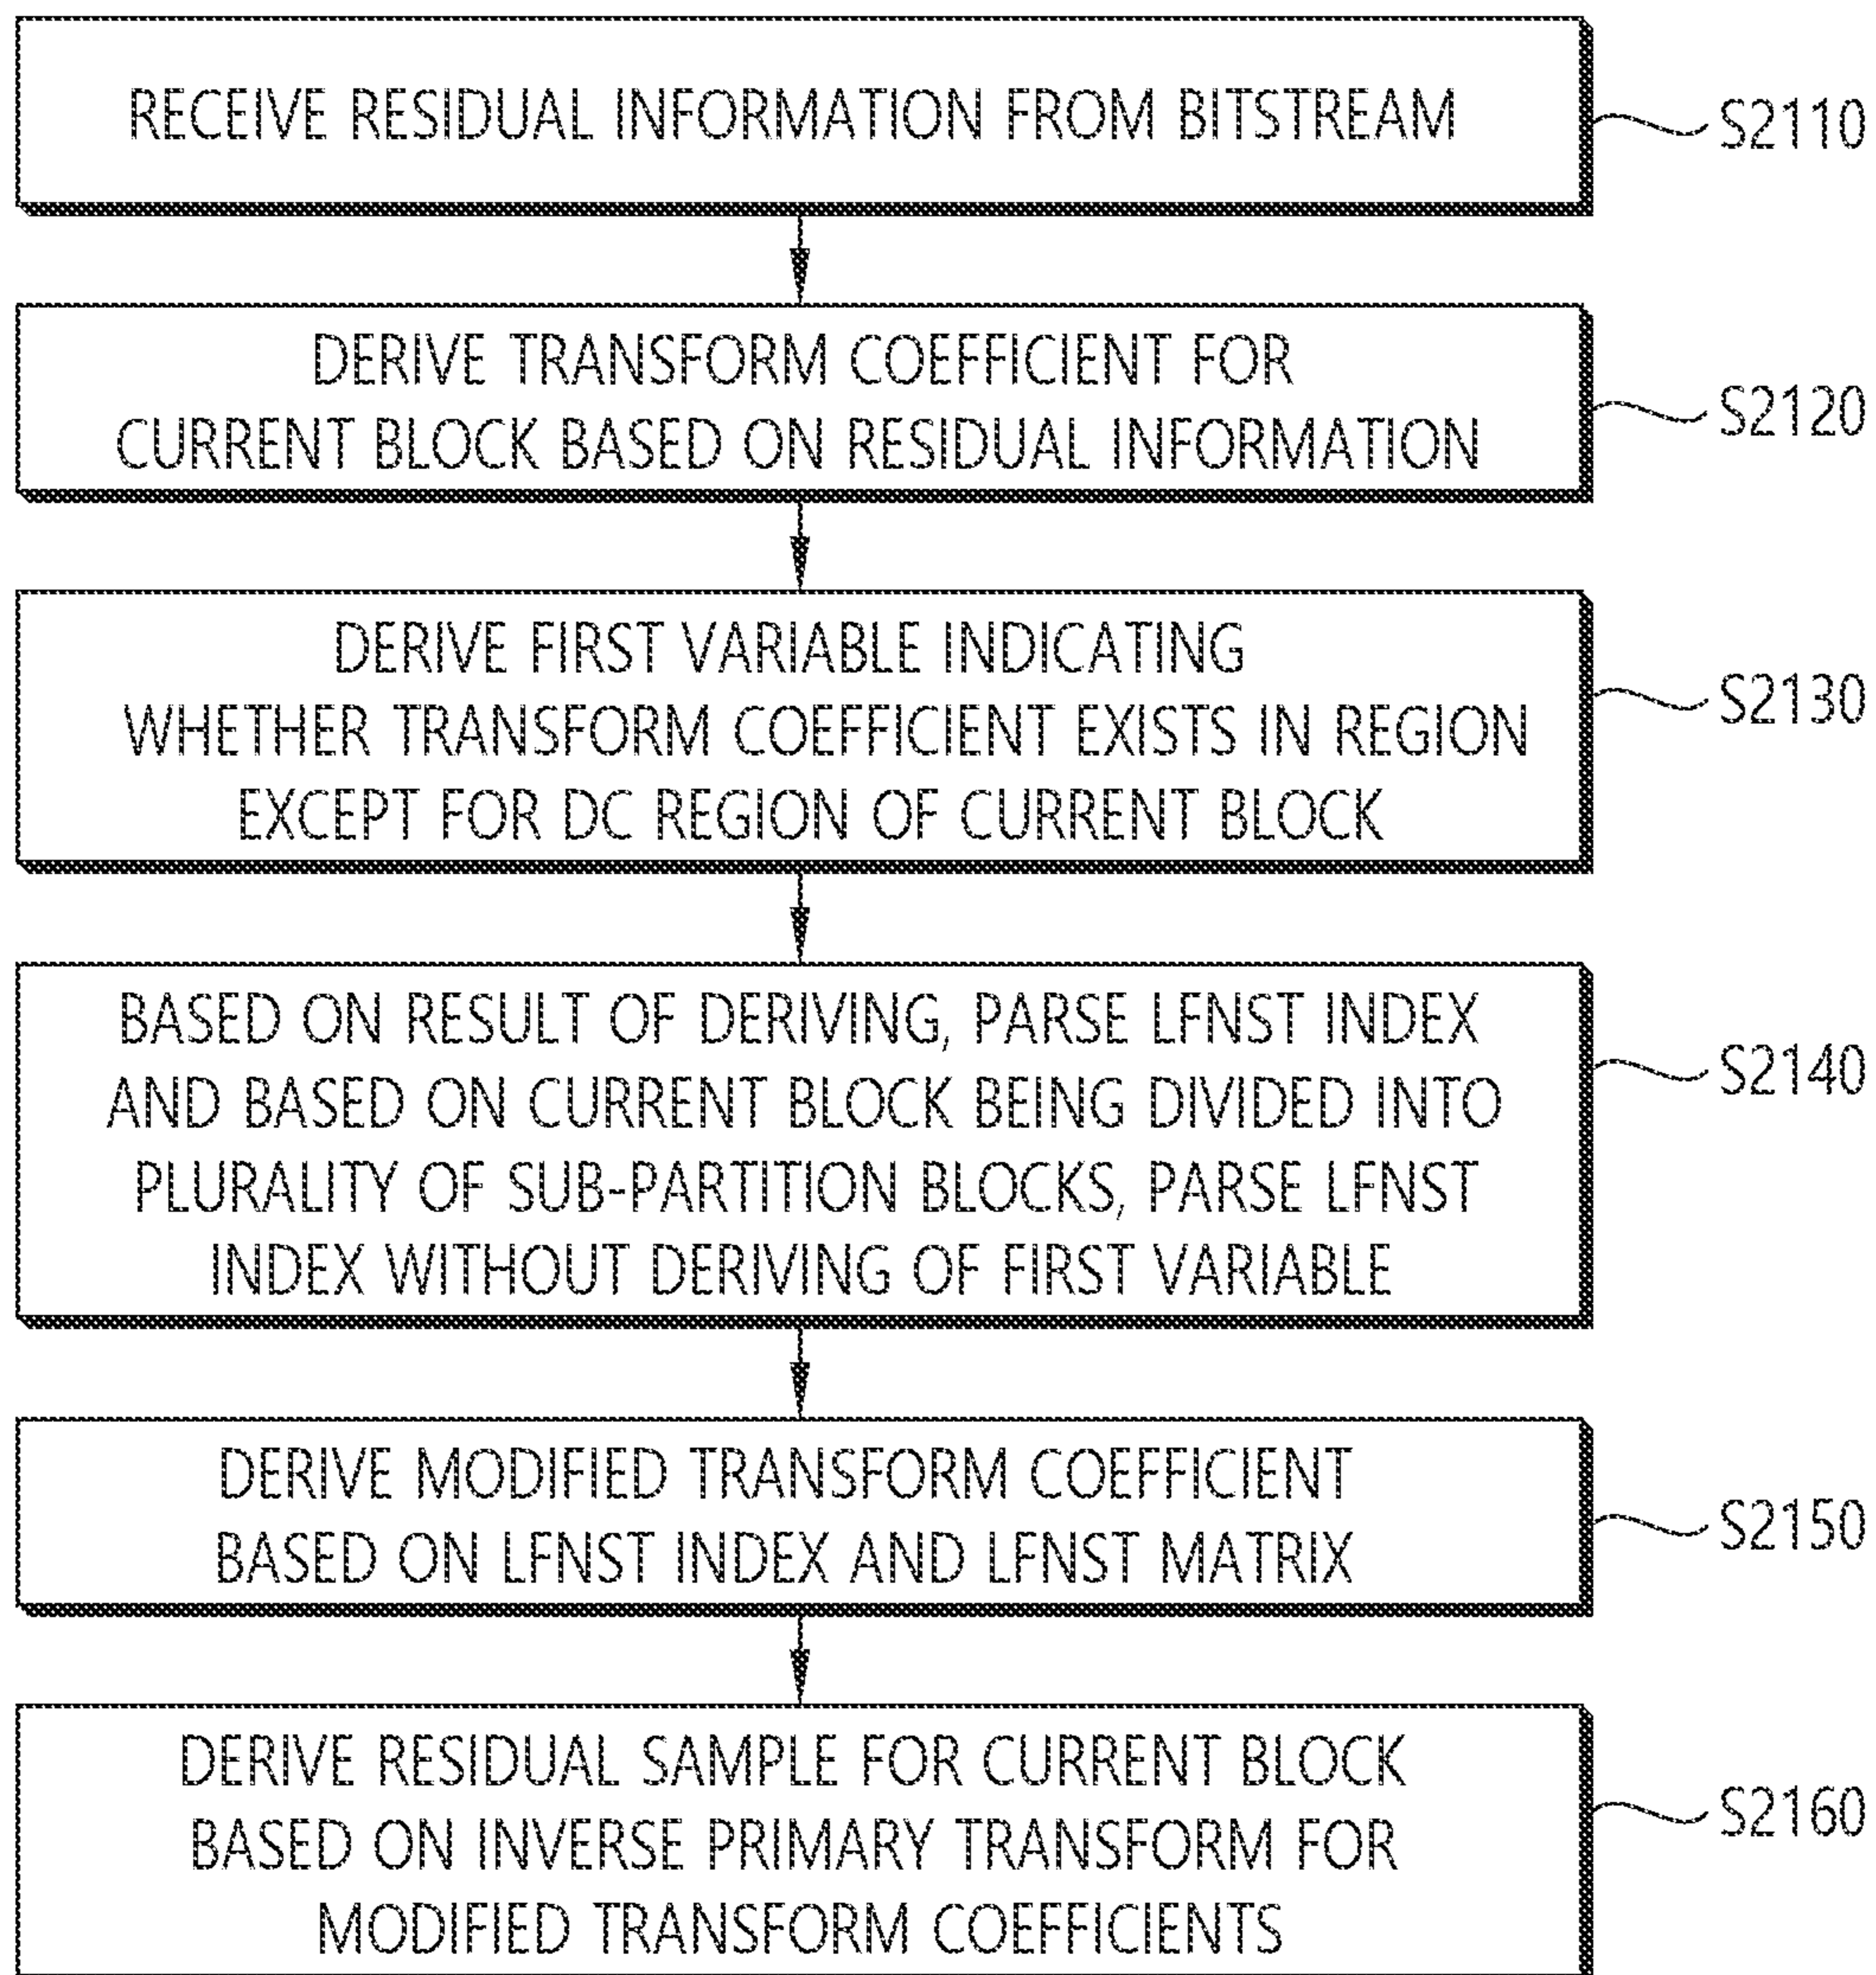 RECEIVE RESIDUAL INFORMATION FROM BITSTREAM
S2110
DERIVE TRANSFORM COEFFICIENT FOR
CURRENT BLOCK BASED ON RESIDUAL INFORMATION
S2120
DERIVE FIRST VARIABLE INDICATING
WHETHER TRANSFORM COEFFICIENT EXISTS IN REGION
EXCEPT FOR DC REGION OF CURRENT BLOCK
S2130
BASED ON RESULT OF DERIVING, PARSE LFNST INDEX
AND BASED ON CURRENT BLOCK BEING DIVIDED INTO
PLURALITY OF SUB-PARTITION BLOCKS, PARSE LFNST
INDEX WITHOUT DERIVING OF FIRST VARIABLE
S2140
DERIVE MODIFIED TRANSFORM COEFFICIENT
BASED ON LFNST INDEX AND LFNST MATRIX
S2150
DERIVE RESIDUAL SAMPLE FOR CURRENT BLOCK
BASED ON INVERSE PRIMARY TRANSFORM FOR
MODIFIED TRANSFORM COEFFICIENTS
S2160